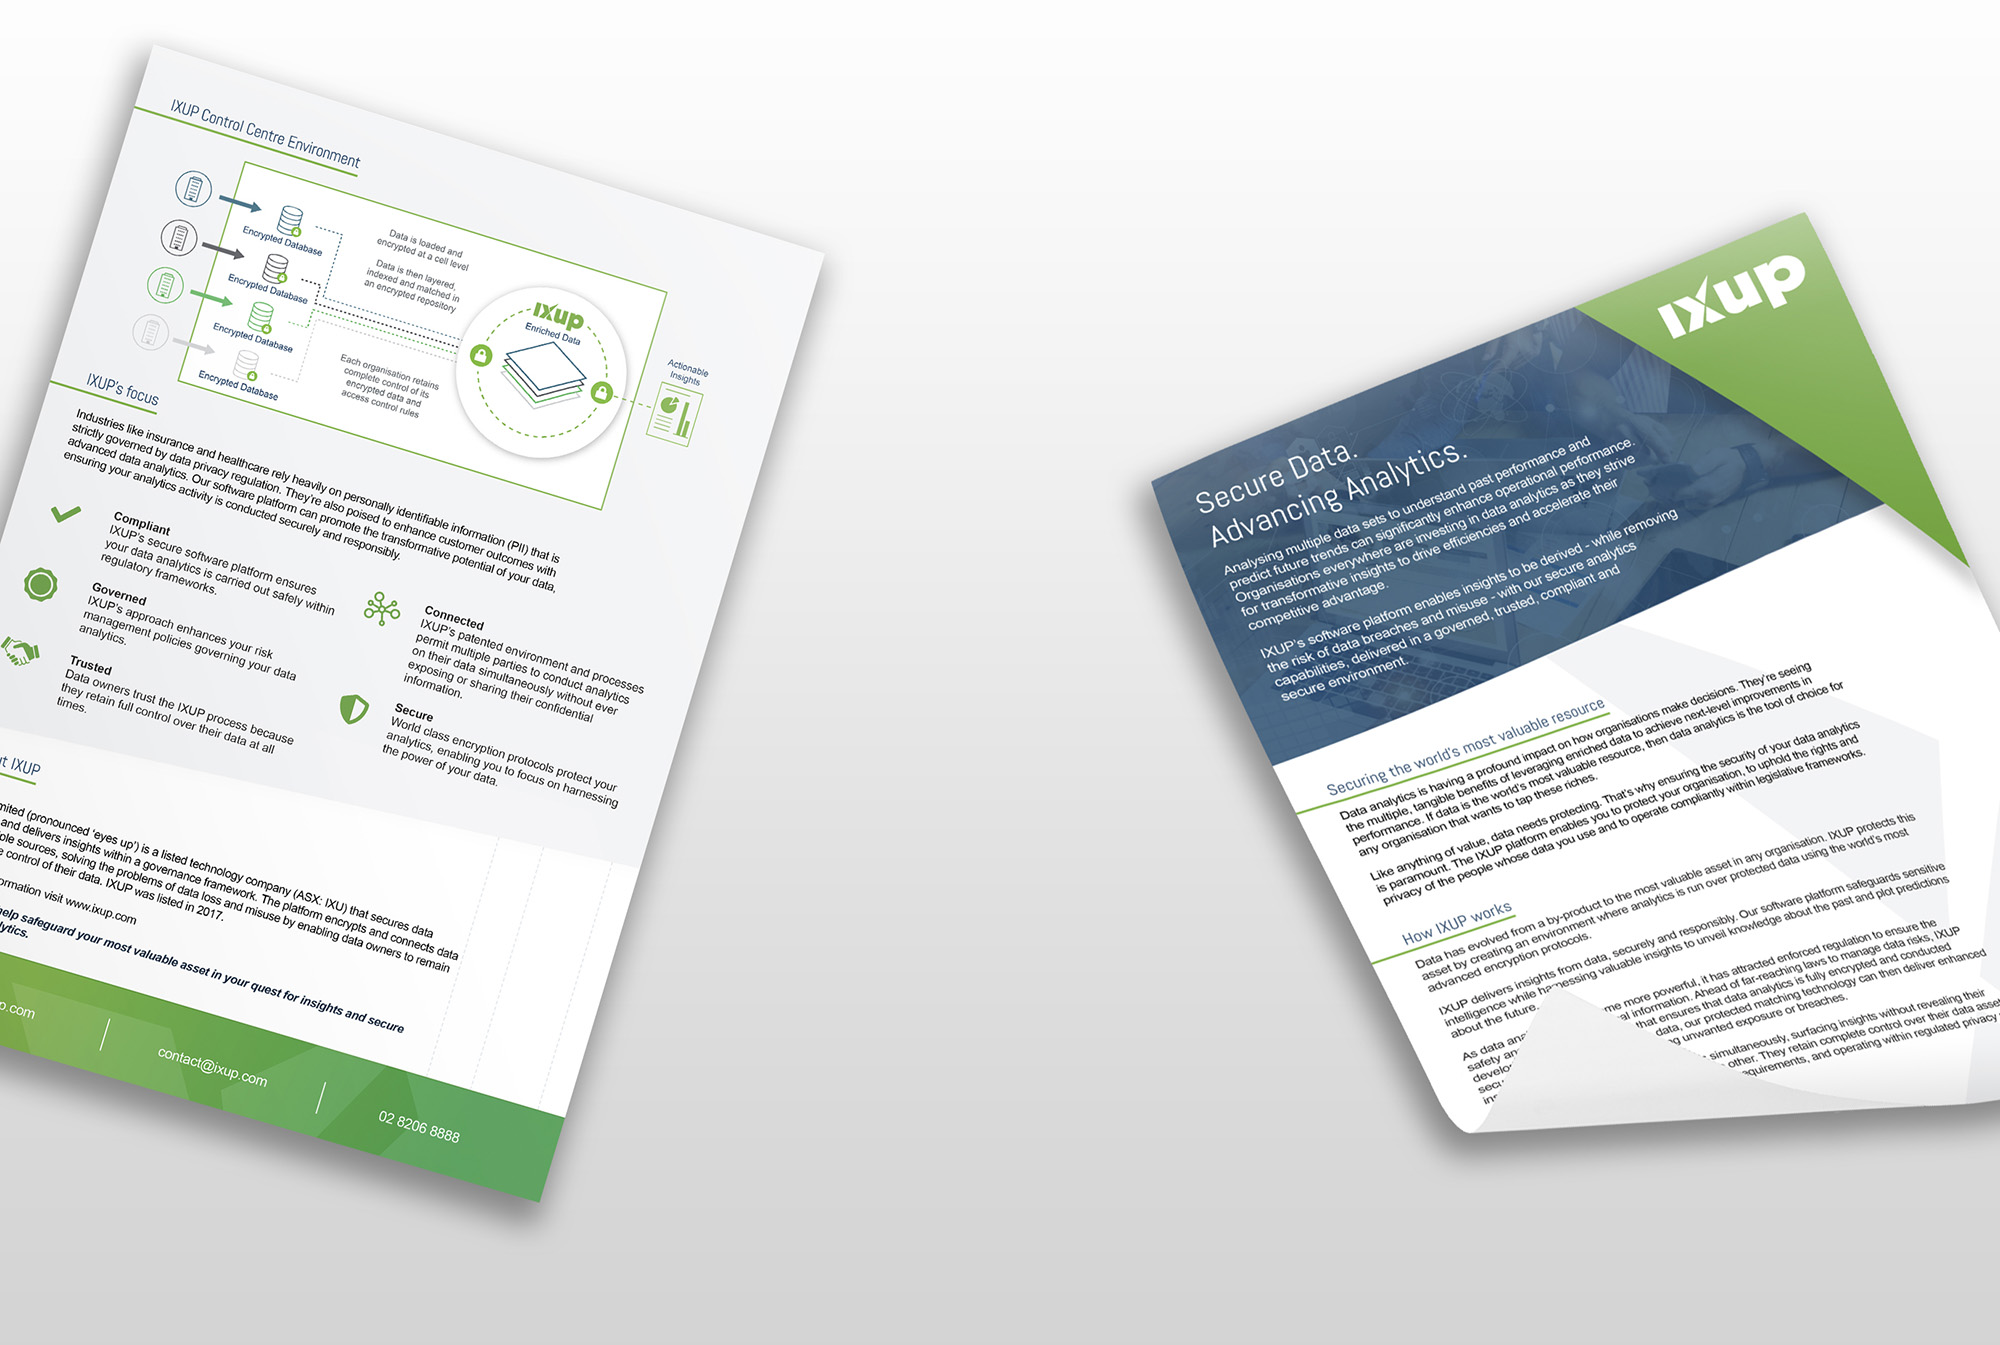 IXUP Control Centre Environment
Encrypted Database
Encrypted Database
Encrypted Database
Encrypted Database
Data is loaded and
encrypted at a cell level
Data is then layered,
indexed and matched in
an encrypted repository
Each organisation retains
complete control of its
encrypted data and
access control rules
ixup
Enriched Data
Actionable
Insights
IXUP's focus
Industries like insurance and healthcare rely heavily on personally identifiable information (PII) that is
strictly governed by data privacy regulation. They're also poised to enhance customer outcomes with
advanced data analytics. Our software platform can promote the transformative potential of your data,
ensuring your analytics activity is conducted securely and responsibly.
Compliant
IXUP's secure software platform ensures
your data analytics is carried out safely within
regulatory frameworks.
Governed
IXUP's approach enhances your risk
management policies governing your data
analytics.
Trusted
Data owners trust the IXUP process because
they retain full control over their data at all
times.
Connected
IXUP's patented environment and processes
permit multiple parties to conduct analytics
on their data simultaneously without ever
exposing or sharing their confidential
information.
Secure
World class encryption protocols protect your
analytics, enabling you to focus on harnessing
the power of your data.
ut IXUP
mited (pronounced 'eyes up') is a listed technology company (ASX: IXU) that secures data
and delivers insights within a governance framework. The platform encrypts and connects data
ple sources, solving the problems of data loss and misuse by enabling data owners to remain
e control of their data. IXUP was listed in 2017.
ormation visit www.ixup.com
help safeguard your most valuable asset in your quest for insights and secure
lytics.
p.com
contact@ixup.com
02 8206 8888
ixup
Secure Data.
Advancing Analytics.
Analysing multiple data sets to understand past performance and
predict future trends can significantly enhance operational performance.
Organisations everywhere are investing in data analytics as they strive
for transformative insights to drive efficiencies and accelerate their
competitive advantage.
IXUP's software platform enables insights to be derived - while removing
the risk of data breaches and misuse - with our secure analytics
capabilities, delivered in a governed, trusted, compliant and
secure environment.
Securing the world's most valuable resource
Data analytics is having a profound impact on how organisations make decisions. They're seeing
the multiple, tangible benefits of leveraging enriched data to achieve next-level improvements in
performance. If data is the world's most valuable resource, then data analytics is the tool of choice for
any organisation that wants to tap these riches.
Like anything of value, data needs protecting. That's why ensuring the security of your data analytics
is paramount. The IXUP platform enables you to protect your organisation, to uphold the rights and
privacy of the people whose data you use and to operate compliantly within legislative frameworks.
How IXUP works
Data has evolved from a by-product to the most valuable asset in any organisation. IXUP protects this
asset by creating an environment where analytics is run over protected data using the world's most
advanced encryption protocols.
IXUP delivers insights from data, securely and responsibly. Our software platform safeguards sensitive
intelligence while harnessing valuable insights to unveil knowledge about the past and plot predictions
about the future.
As data ana me more powerful, it has attracted enforced regulation to ensure the
safety an al information. Ahead of far-reaching laws to manage data risks, IXUP
develo that ensures that data analytics is fully encrypted and conducted
secu data, our protected matching technology can then deliver enhanced
ins ng unwanted exposure or breaches.
simultaneously, surfacing insights without revealing their
other. They retain complete control over their data asset
equirements, and operating within regulated privacy